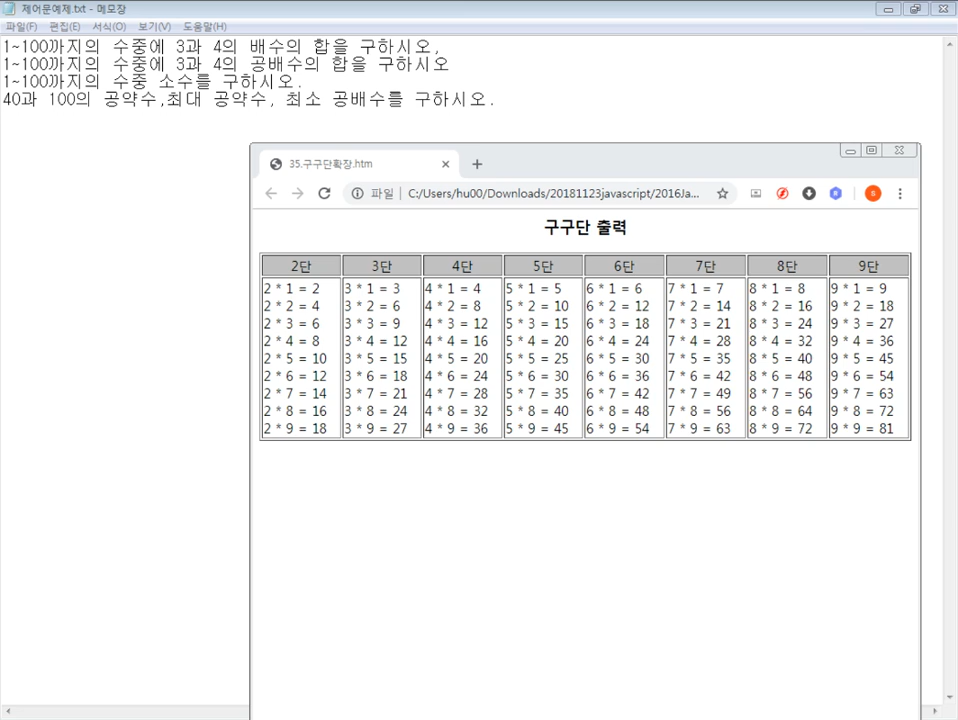 제어문예제.txt - 메모장
파일(F) 편집(E) 서식(O) 보기(V) 도움말(H)
1~100까지의 수중에 3과 4의 배수의 합을 구하시오,
1~100까지의 수중에 3과 4의 공배수의 합을 구하시오
1~100까지의 수중 소수를 구하시오.
40과 100의 공약수,최대 공약수, 최소 공배수를 구하시오.
35.구구단확장.htm
파일 | C:/Users/hu00/Downloads/20181123javascript/2016Ja...
구구단 출력
2단 3단 4단 5단 6단 7단 8단 9단
2 * 1 = 2 3 * 1 = 3 4 * 1 = 4 5 * 1 = 5 6 * 1 = 6 7 * 1 = 7 8 * 1 = 8 9 * 1 = 9
2 * 2 = 4 3 * 2 = 6 4 * 2 = 8 5 * 2 = 10 6 * 2 = 12 7 * 2 = 14 8 * 2 = 16 9 * 2 = 18
2 * 3 = 6 3 * 3 = 9 4 * 3 = 12 5 * 3 = 15 6 * 3 = 18 7 * 3 = 21 8 * 3 = 24 9 * 3 = 27
2 * 4 = 8 3 * 4 = 12 4 * 4 = 16 5 * 4 = 20 6 * 4 = 24 7 * 4 = 28 8 * 4 = 32 9 * 4 = 36
2 * 5 = 10 3 * 5 = 15 4 * 5 = 20 5 * 5 = 25 6 * 5 = 30 7 * 5 = 35 8 * 5 = 40 9 * 5 = 45
2 * 6 = 12 3 * 6 = 18 4 * 6 = 24 5 * 6 = 30 6 * 6 = 36 7 * 6 = 42 8 * 6 = 48 9 * 6 = 54
2 * 7 = 14 3 * 7 = 21 4 * 7 = 28 5 * 7 = 35 6 * 7 = 42 7 * 7 = 49 8 * 7 = 56 9 * 7 = 63
2 * 8 = 16 3 * 8 = 24 4 * 8 = 32 5 * 8 = 40 6 * 8 = 48 7 * 8 = 56 8 * 8 = 64 9 * 8 = 72
2 * 9 = 18 3 * 9 = 27 4 * 9 = 36 5 * 9 = 45 6 * 9 = 54 7 * 9 = 63 8 * 9 = 72 9 * 9 = 81